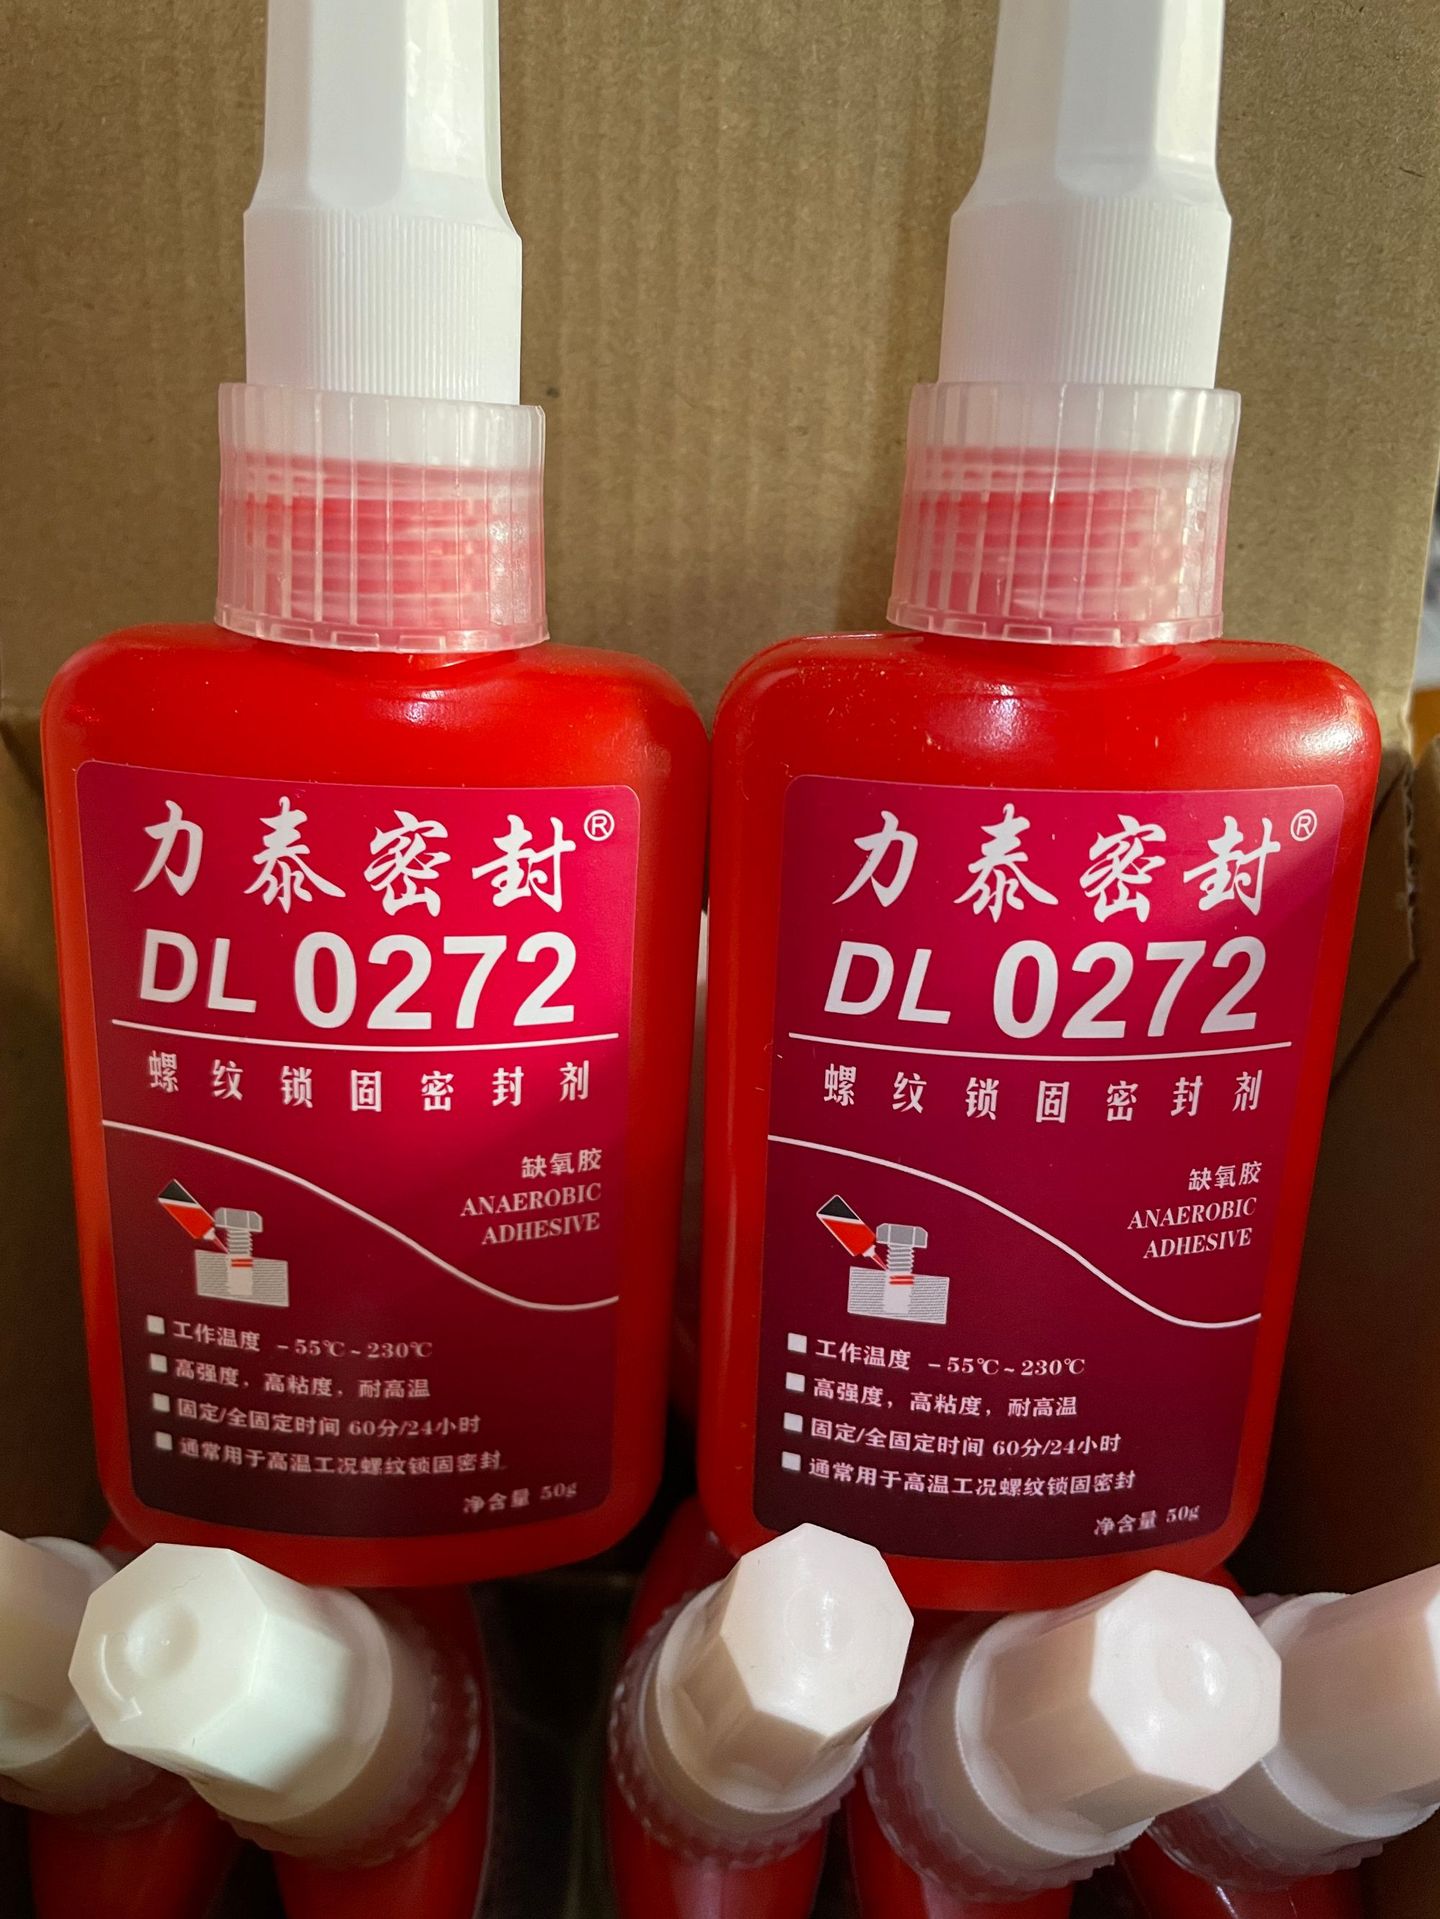 力泰密封®
DL 0272
螺纹锁固密封剂
缺氧胶
ANAEROBIC
ADHESIVE
工作温度 -55℃~230℃
高强度，高粘度，耐高温
固定/全固定时间 60分/24小时
通常用于高温工况螺纹锁固密封
净含量 50g
力泰密封®
DL 0272
螺纹锁固密封剂
缺氧胶
ANAEROBIC
ADHESIVE
工作温度 -55℃~230℃
高强度，高粘度，耐高温
固定/全固定时间 60分/24小时
通常用于高温工况螺纹锁固密封
净含量 50g